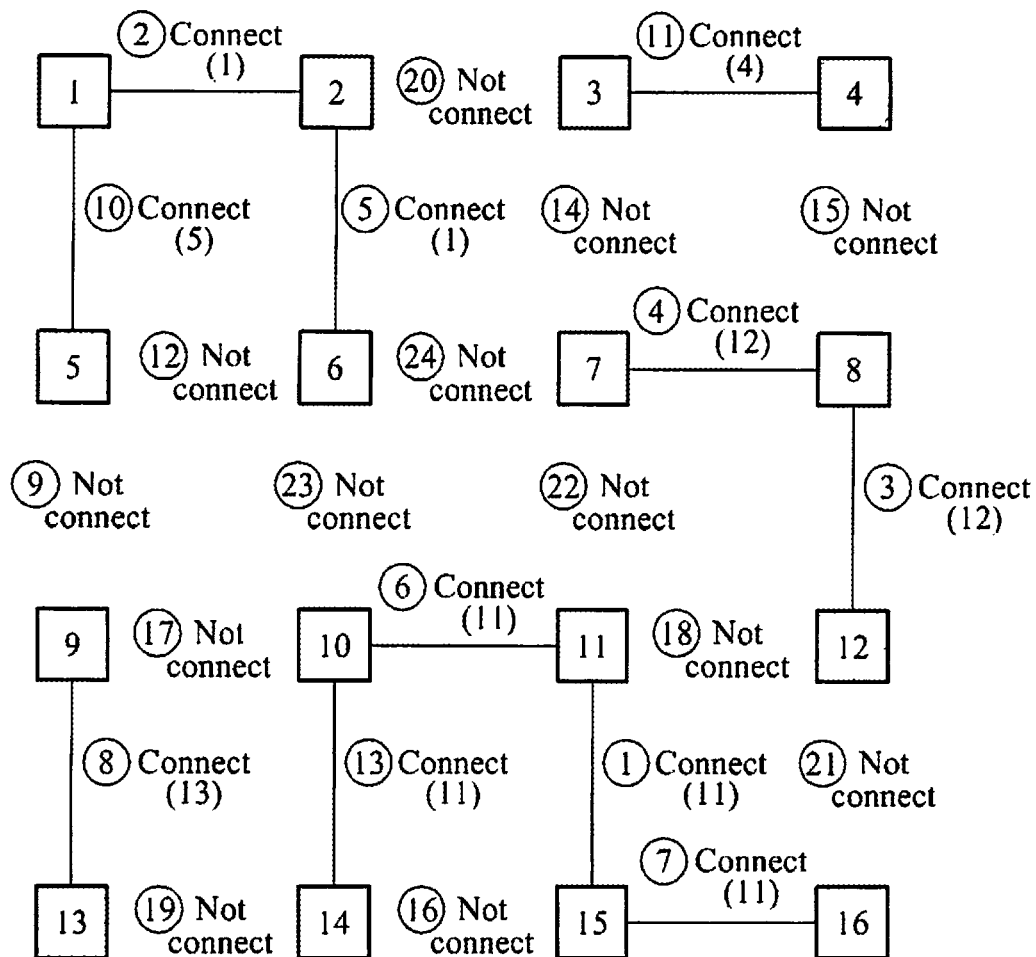 ② Connect
(1)
⑪ Connect
(4)
1
2
⑳ Not
connect
3
4
⑩ Connect
(5)
⑤ Connect
(1)
⑭ Not
connect
⑮ Not
connect
④ Connect
(12)
5
⑫ Not
connect
6
㉔ Not
connect
7
8
⑨ Not
connect
㉓ Not
connect
㉒ Not
connect
③ Connect
(12)
⑥ Connect
(11)
9
⑰ Not
connect
10
11
⑱ Not
connect
12
⑧ Connect
(13)
⑬ Connect
(11)
① Connect
(11)
㉑ Not
connect
⑦ Connect
(11)
13
⑲ Not
connect
14
⑯ Not
connect
15
16